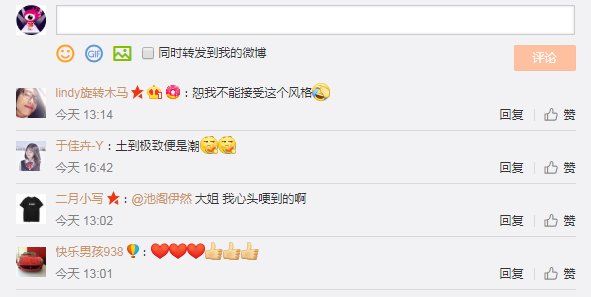 GIF 同时转发到我的微博 评论
lindy旋转木马：恕我不能接受这个风格
今天 13:14 回复 赞
于佳卉-Y：土到极致便是潮
今天 16:42 回复 赞
二月小写：@池阁伊然 大姐 我心头哽到的啊
今天 13:02 回复 赞
快乐男孩938：
今天 13:01 回复 赞